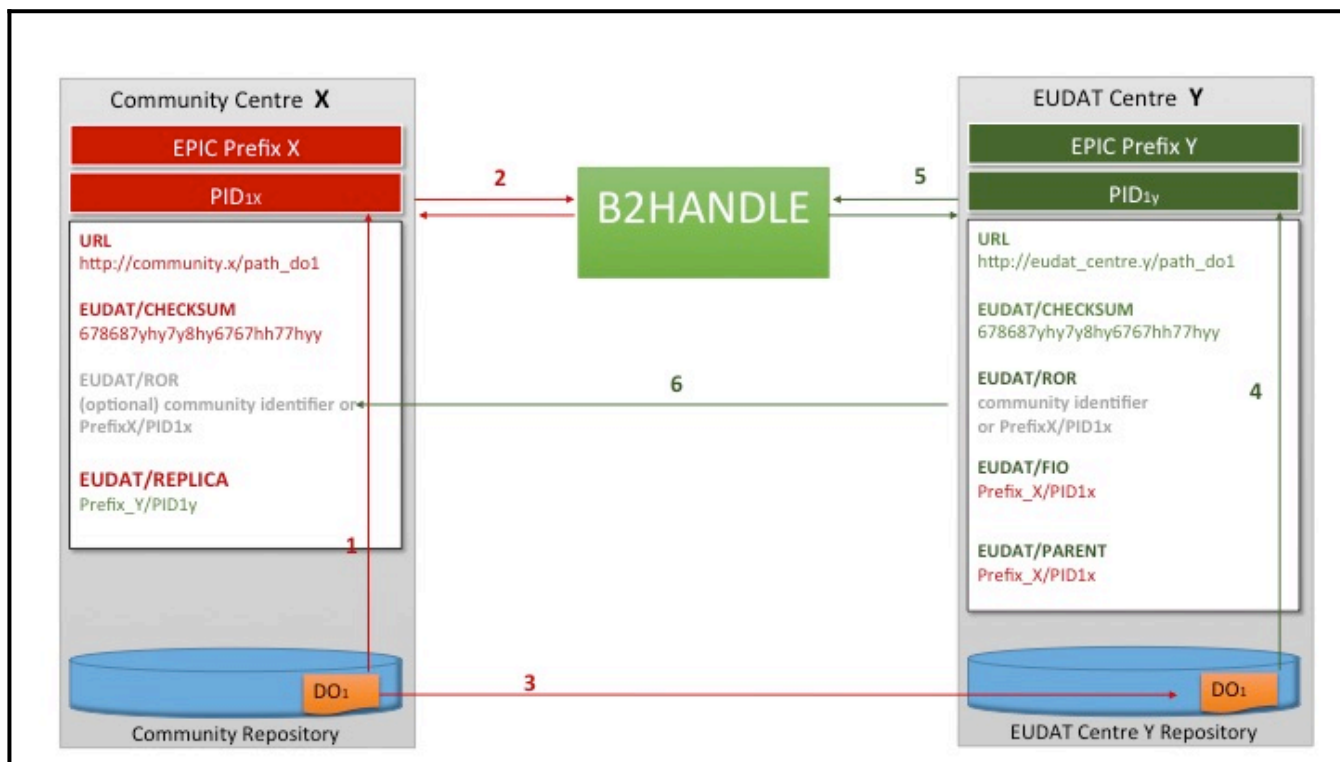 Community Centre X
EPIC Prefix X
PID1x
URL
http://community.x/path_do1
EUDAT/CHECKSUM
678687yhy7y8hy6767hh77hyy
EUDAT/ROR
(optional) community identifier or
PrefixX/PID1x
EUDAT/REPLICA
Prefix_Y/PID1y
1
DO1
Community Repository
2
B2HANDLE
5
6
3
EUDAT Centre Y
EPIC Prefix Y
PID1y
URL
http://eudat_centre.y/path_do1
EUDAT/CHECKSUM
678687yhy7y8hy6767hh77hyy
EUDAT/ROR
community identifier
or PrefixX/PID1x
4
EUDAT/FIO
Prefix_X/PID1x
EUDAT/PARENT
Prefix_X/PID1x
DO1
EUDAT Centre Y Repository